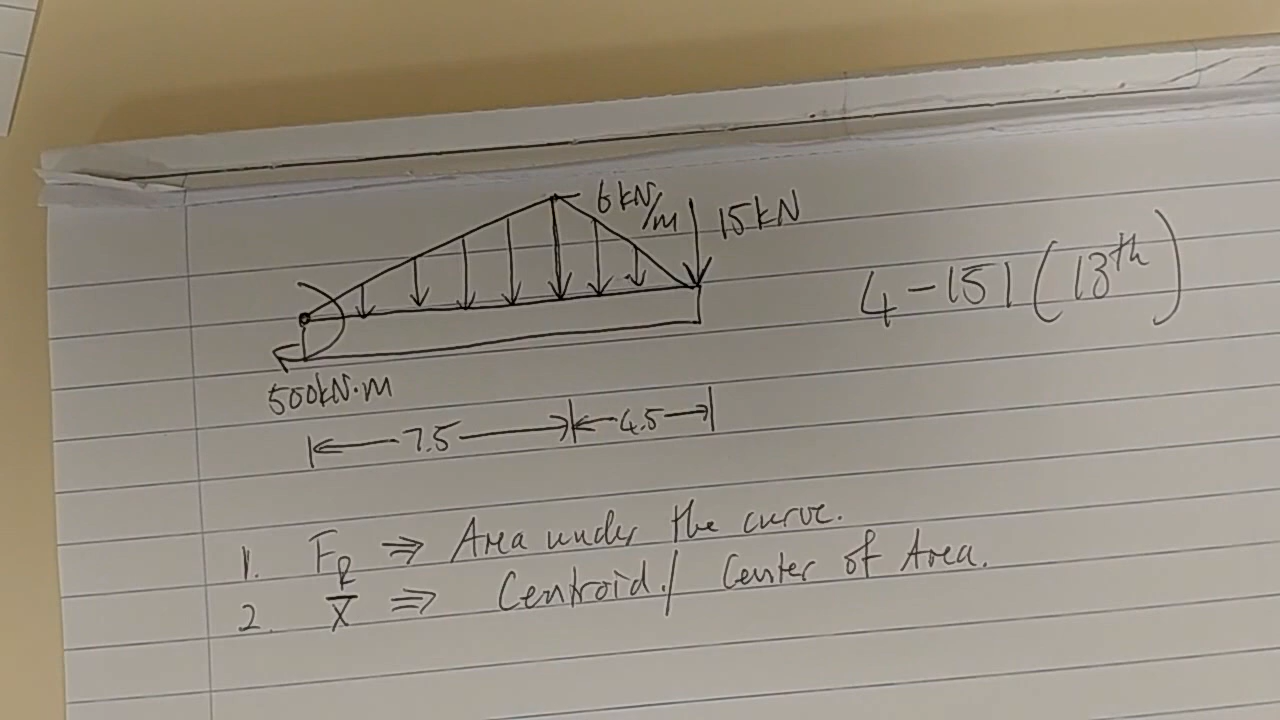 6kN/m
15kN
4-151 (13th)
500kN·m
7.5
4.5
1. FR ⇒ Area under the curve.
2. X̄ ⇒ Centroid./ Center of Area.